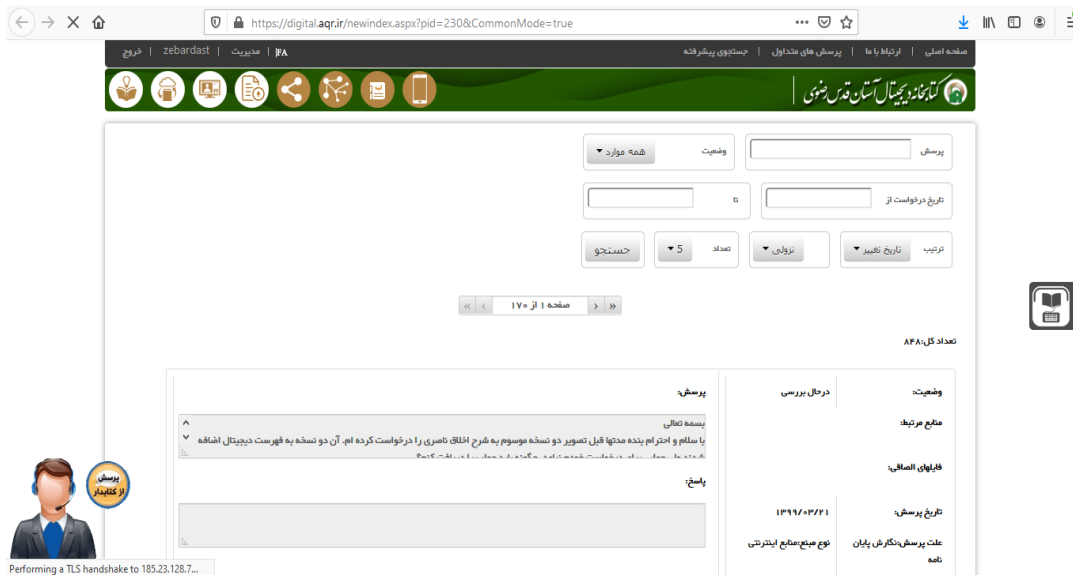 https://digital.aqr.ir/newindex.aspx?pid=230&CommonMode=true
صفحه اصلی | ارتباط با ما | پرسش های متداول | جستجوی پیشرفته
FA | مدیریت | zebardast | خروج
کتابخانه دیجیتال آستان قدس رضوی
پرسش
وضعیت همه موارد
تاریخ درخواست از
تا
ترتیب تاریخ تغییر نزولی تعداد 5 جستجو
صفحه ۱ از ۱۷۰
تعداد کل:۸۴۸
وضعیت: درحال بررسی
منابع مرتبط:
فایلهای الصاقی:
تاریخ پرسش: ۱۳۹۹/۰۳/۲۱
علت پرسش:نگارش پایان نامه
نوع مبنع:منابع اینترنتی
پرسش:
بسمه تعالی
با سلام و احترام بنده مدتها قبل تصویر دو نسخه موسوم به شرح اخلاق ناصری را درخواست کرده ام. آن دو نسخه به فهرست دیجیتال اضافه
پاسخ:
پرسش
از کتابدار
Performing a TLS handshake to 185.23.128.7...